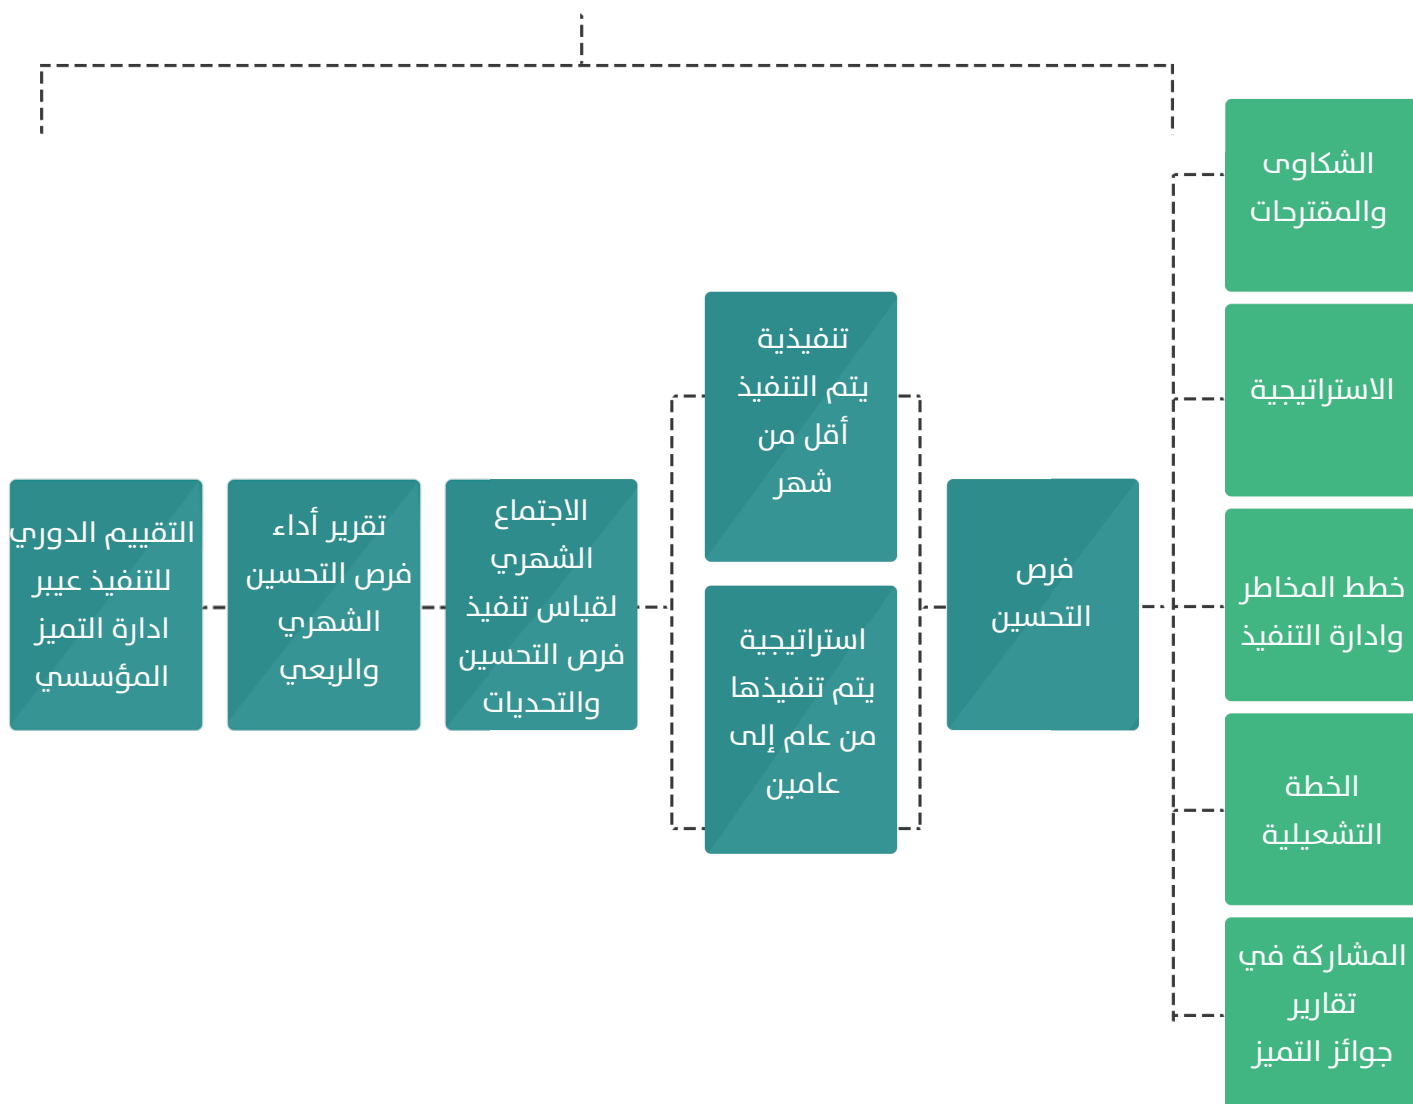 الشكاوى
والمقترحات
الاستراتيجية
خطط المخاطر
وادارة التنفيذ
الخطة
التشعيلية
المشاركة في
تقارير
جوائز التميز
فرص
التحسين
تنفيذية
يتم التنفيذ
أقل من
شهر
استراتيجية
يتم تنفيذها
من عام إلى
عامين
الاجتماع
الشهري
لقياس تنفيذ
فرص التحسين
والتحديات
تقرير أداء
فرص التحسين
الشهري
والربعي
التقييم الدوري
للتنفيذ عيبر
ادارة التميز
المؤسسي